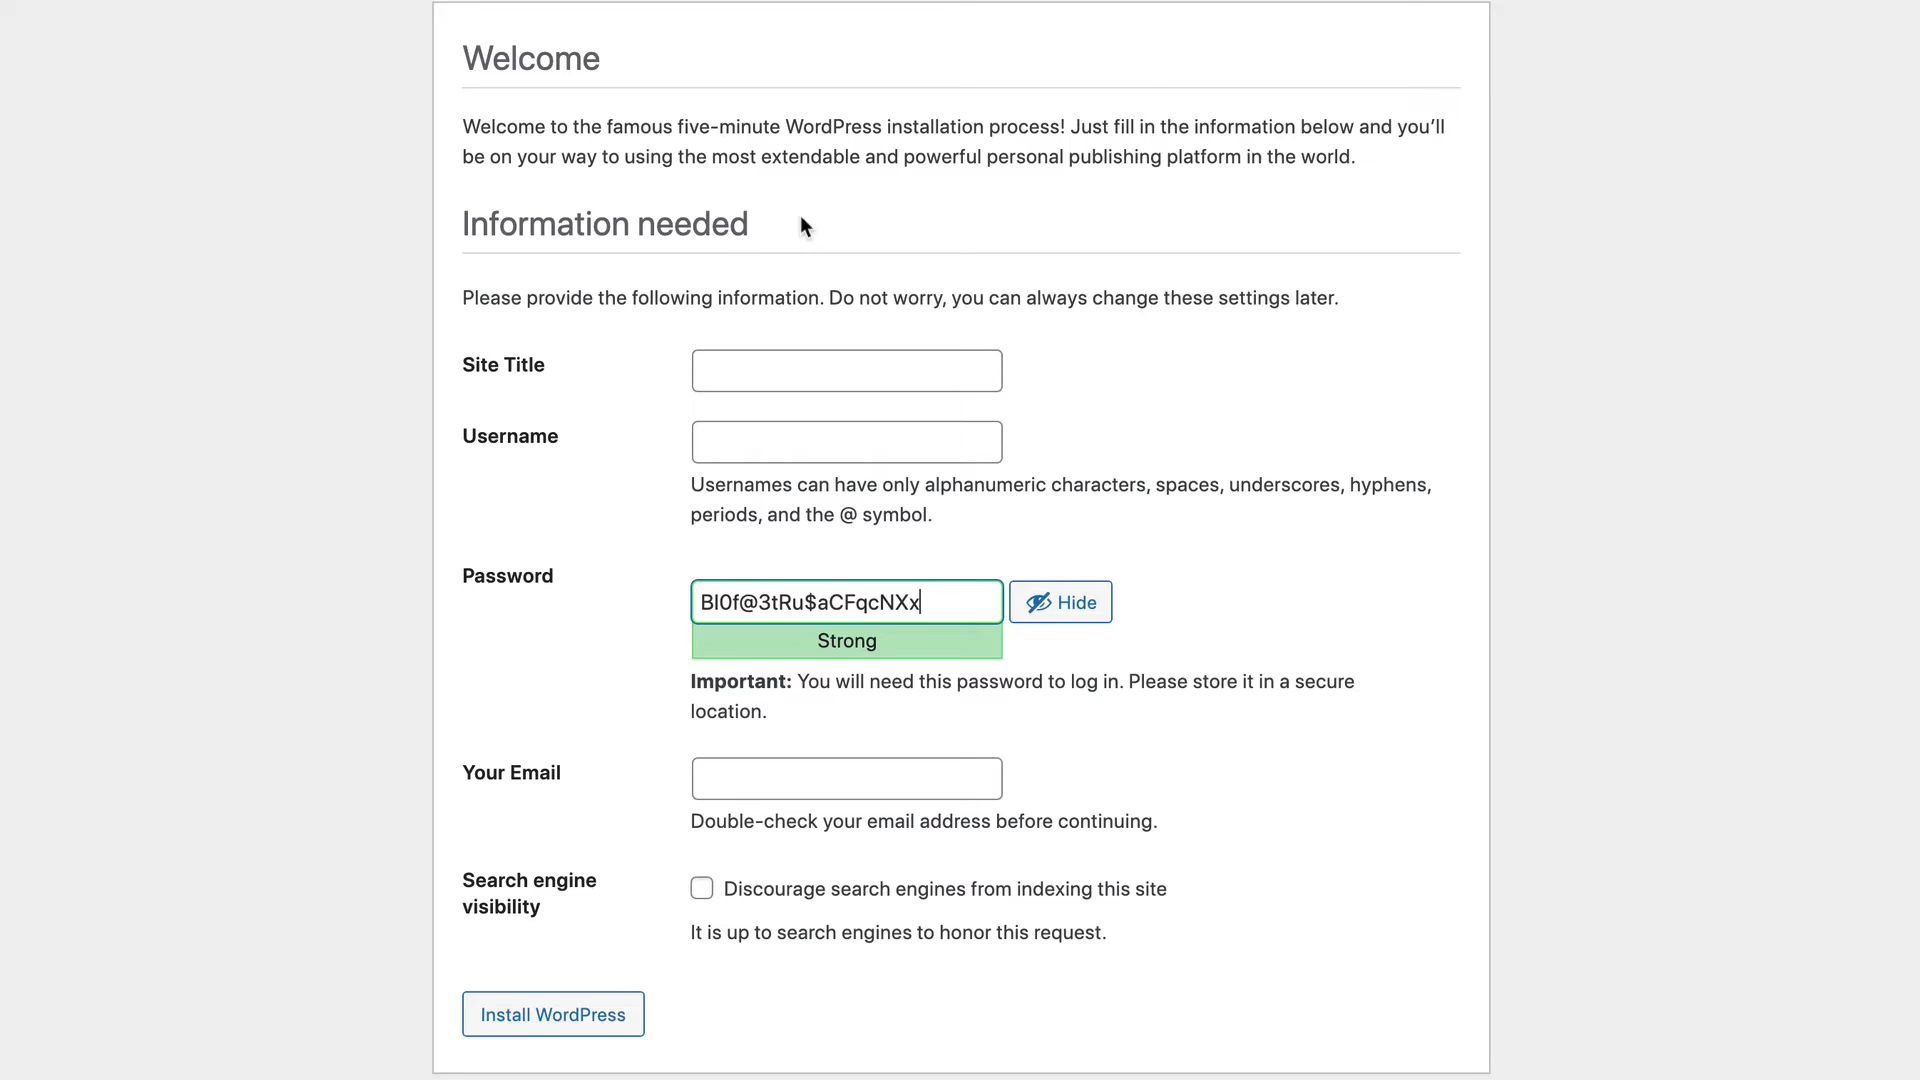 Welcome
Welcome to the famous five-minute WordPress installation process! Just fill in the information below and you’ll
be on your way to using the most extendable and powerful personal publishing platform in the world.
Information needed
Please provide the following information. Do not worry, you can always change these settings later.
Site Title
Username
Usernames can have only alphanumeric characters, spaces, underscores, hyphens,
periods, and the @ symbol.
Password
BI0f@3tRu$aCFqcNXx
Hide
Strong
Important: You will need this password to log in. Please store it in a secure
location.
Your Email
Double-check your email address before continuing.
Search engine
visibility
Discourage search engines from indexing this site
It is up to search engines to honor this request.
Install WordPress